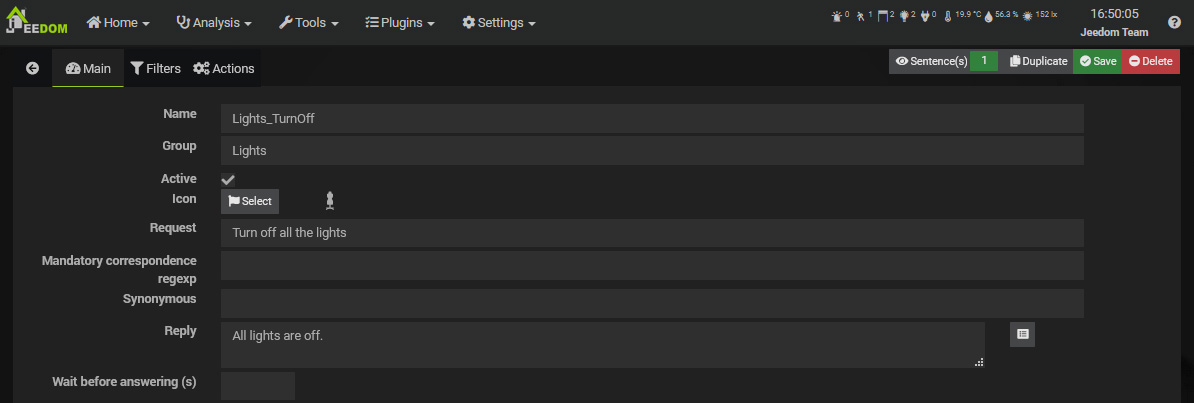 JEEDOM Home Analysis Tools Plugins Settings 0 1 2 2 0 19.9 °C 56.3 % 152 lx 16:50:05
Jeedom Team
Main Filters Actions Sentence(s) 1 Duplicate Save Delete
Name Lights_TurnOff
Group Lights
Active
Icon Select
Request Turn off all the lights
Mandatory correspondence
regexp
Synonymous
Reply All lights are off.
Wait before answering (s)